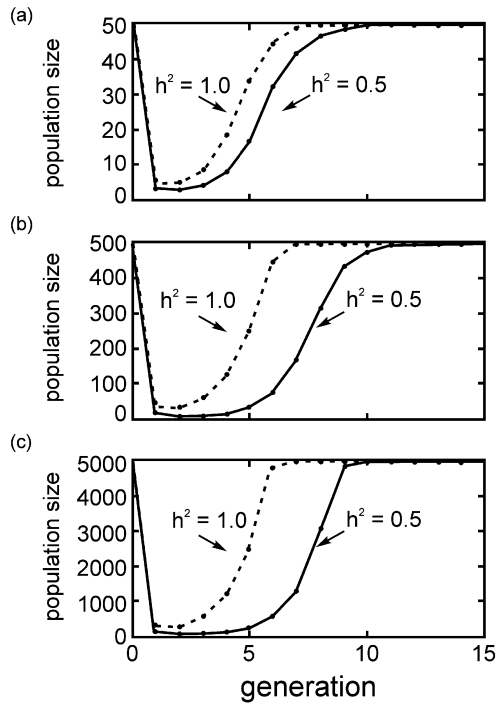 (a)
population size
50
40
30
20
10
0
h² = 1.0
h² = 0.5
(b)
population size
500
400
300
200
100
0
h² = 1.0
h² = 0.5
(c)
population size
5000
4000
3000
2000
1000
0
h² = 1.0
h² = 0.5
0 5 10 15
generation